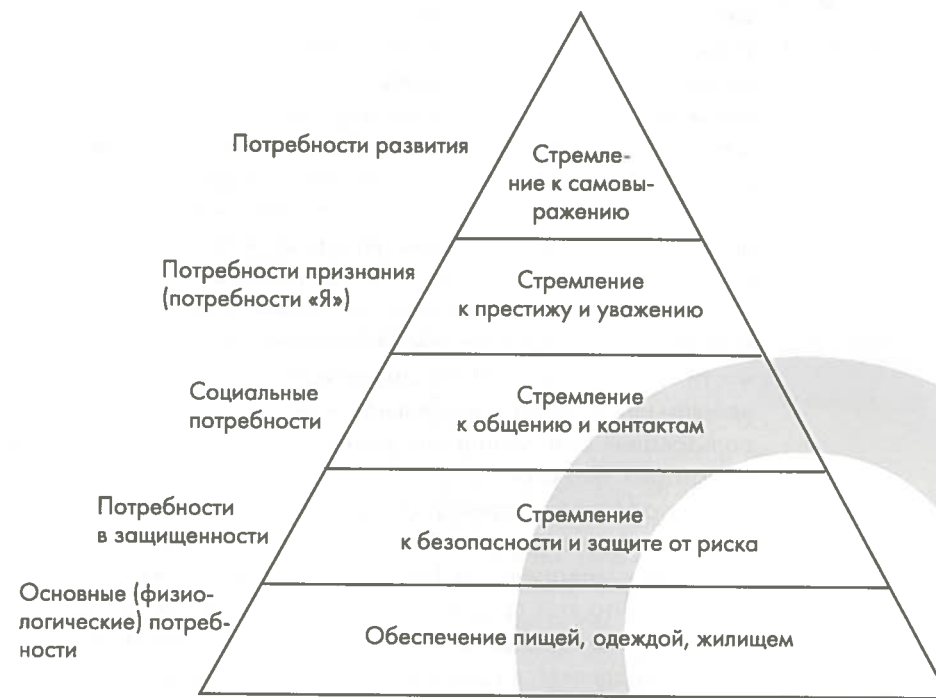 Потребности развития
Стремле-
ние к самовы-
ражению
Потребности признания
(потребности «Я»)
Стремление
к престижу и уважению
Социальные
потребности
Стремление
к общению и контактам
Потребности
в защищенности
Стремление
к безопасности и защите от риска
Основные (физио-
логические) потреб-
ности
Обеспечение пищей, одеждой, жилищем